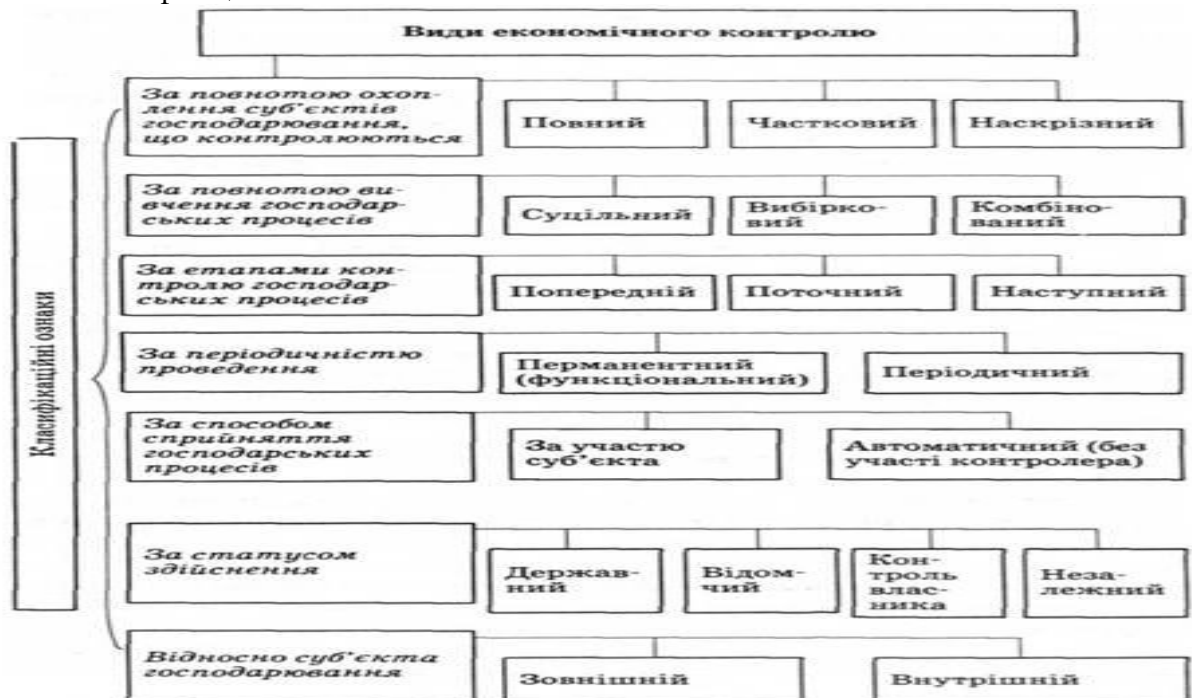 Види економічного контролю
За повнотою охоп-
лення суб'єктів
господарювання,
що контролюються
Повний
Частковий
Наскрізний
За повнотою ви-
вчення господар-
ських процесів
Суцільний
Вибірко-
вий
Комбіно-
ваний
За етапами кон-
тролю господар-
ських процесів
Попередній
Поточний
Наступний
За періодичністю
проведення
Перманентний
(функціональний)
Періодичний
За способом
сприйняття
господарських
процесів
За участю
суб'єкта
Автоматичний (без
участі контролера)
За статусом
здійснення
Держав-
ний
Відом-
чий
Кон-
троль
влас-
ника
Неза-
лежний
Відносно суб'єкта
господарювання
Зовнішній
Внутрішній
Класифікаційні ознаки